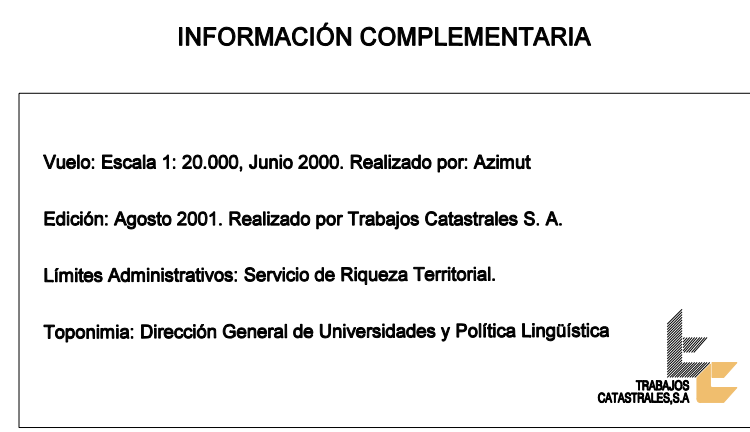 INFORMACIÓN COMPLEMENTARIA
Vuelo: Escala 1: 20.000, Junio 2000. Realizado por: Azimut
Edición: Agosto 2001. Realizado por Trabajos Catastrales S. A.
Límites Administrativos: Servicio de Riqueza Territorial.
Toponimia: Dirección General de Universidades y Política Lingüística
TRABAJOS
CATASTRALES,S.A